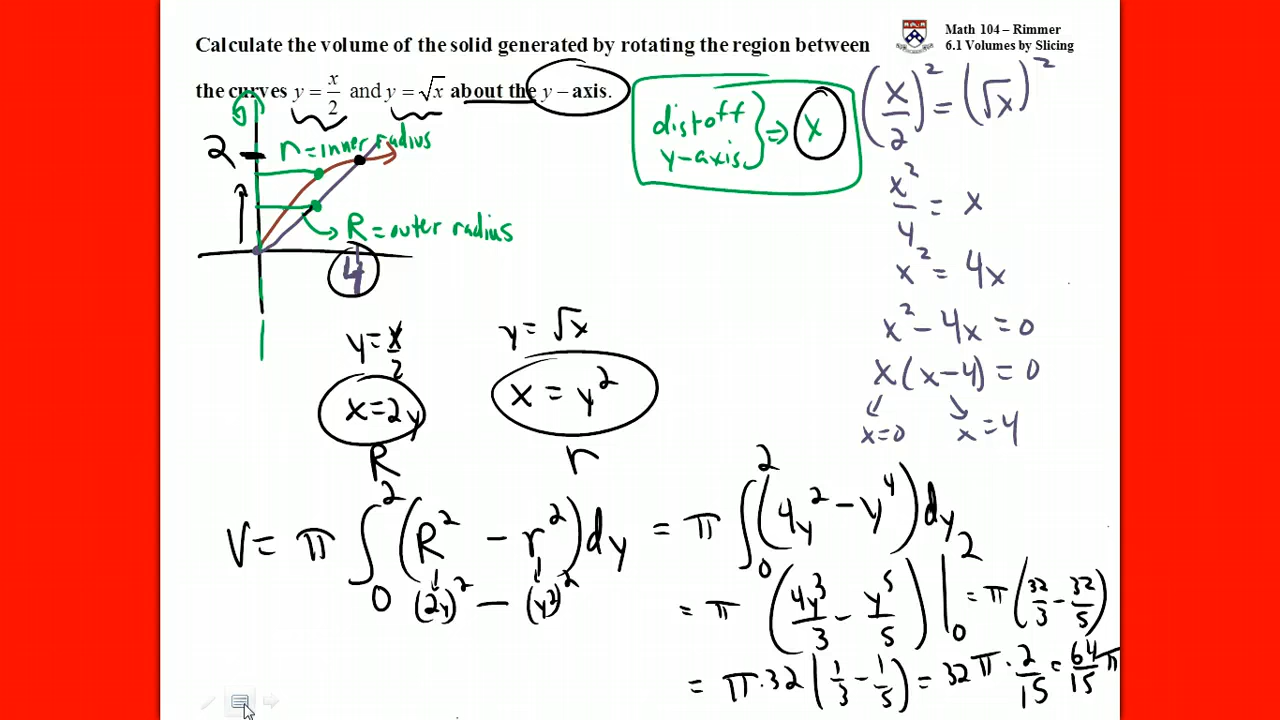 Math 104 – Rimmer
6.1 Volumes by Slicing
Calculate the volume of the solid generated by rotating the region between
the curves y = x/2 and y = √x about the y – axis.
2
r = inner radius
R = outer radius
4
dist off
y-axis
⇒ x
(x/2)² = (√x)²
x²/4 = x
x² = 4x
x² - 4x = 0
x(x-4) = 0
x=0 x=4
y = x/2 y = √x
x=2y x = y²
R r
V = π ∫₀² (R² - r²) dy = π ∫₀² (4y² - y⁴) dy
(2y)² - (y²)²
= π (4y³/3 - y⁵/5) |₀² = π (32/3 - 32/5)
= π·32 (1/3 - 1/5) = 32π · 2/15 = 64/15 π